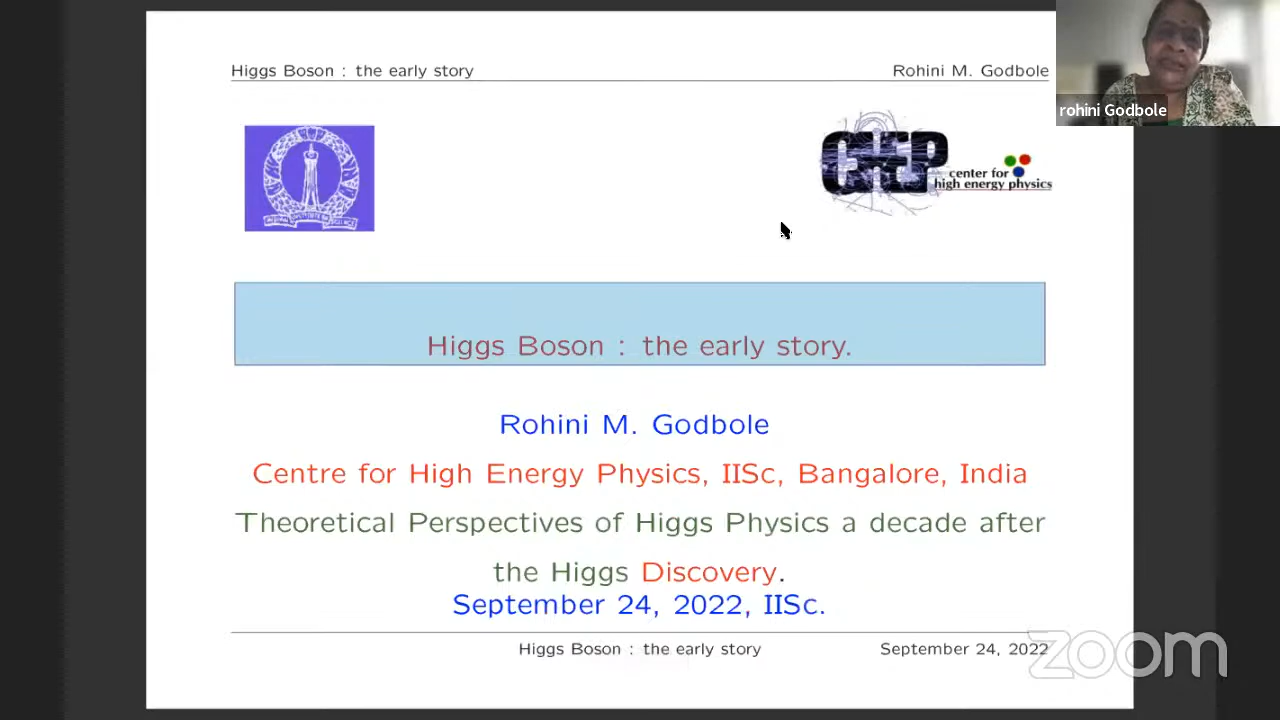 Higgs Boson : the early story
Rohini M. Godbole
rohini Godbole
CHEP
center for
high energy physics
Higgs Boson : the early story.
Rohini M. Godbole
Centre for High Energy Physics, IISc, Bangalore, India
Theoretical Perspectives of Higgs Physics a decade after
the Higgs Discovery.
September 24, 2022, IISc.
Higgs Boson : the early story
September 24, 2022
zoom